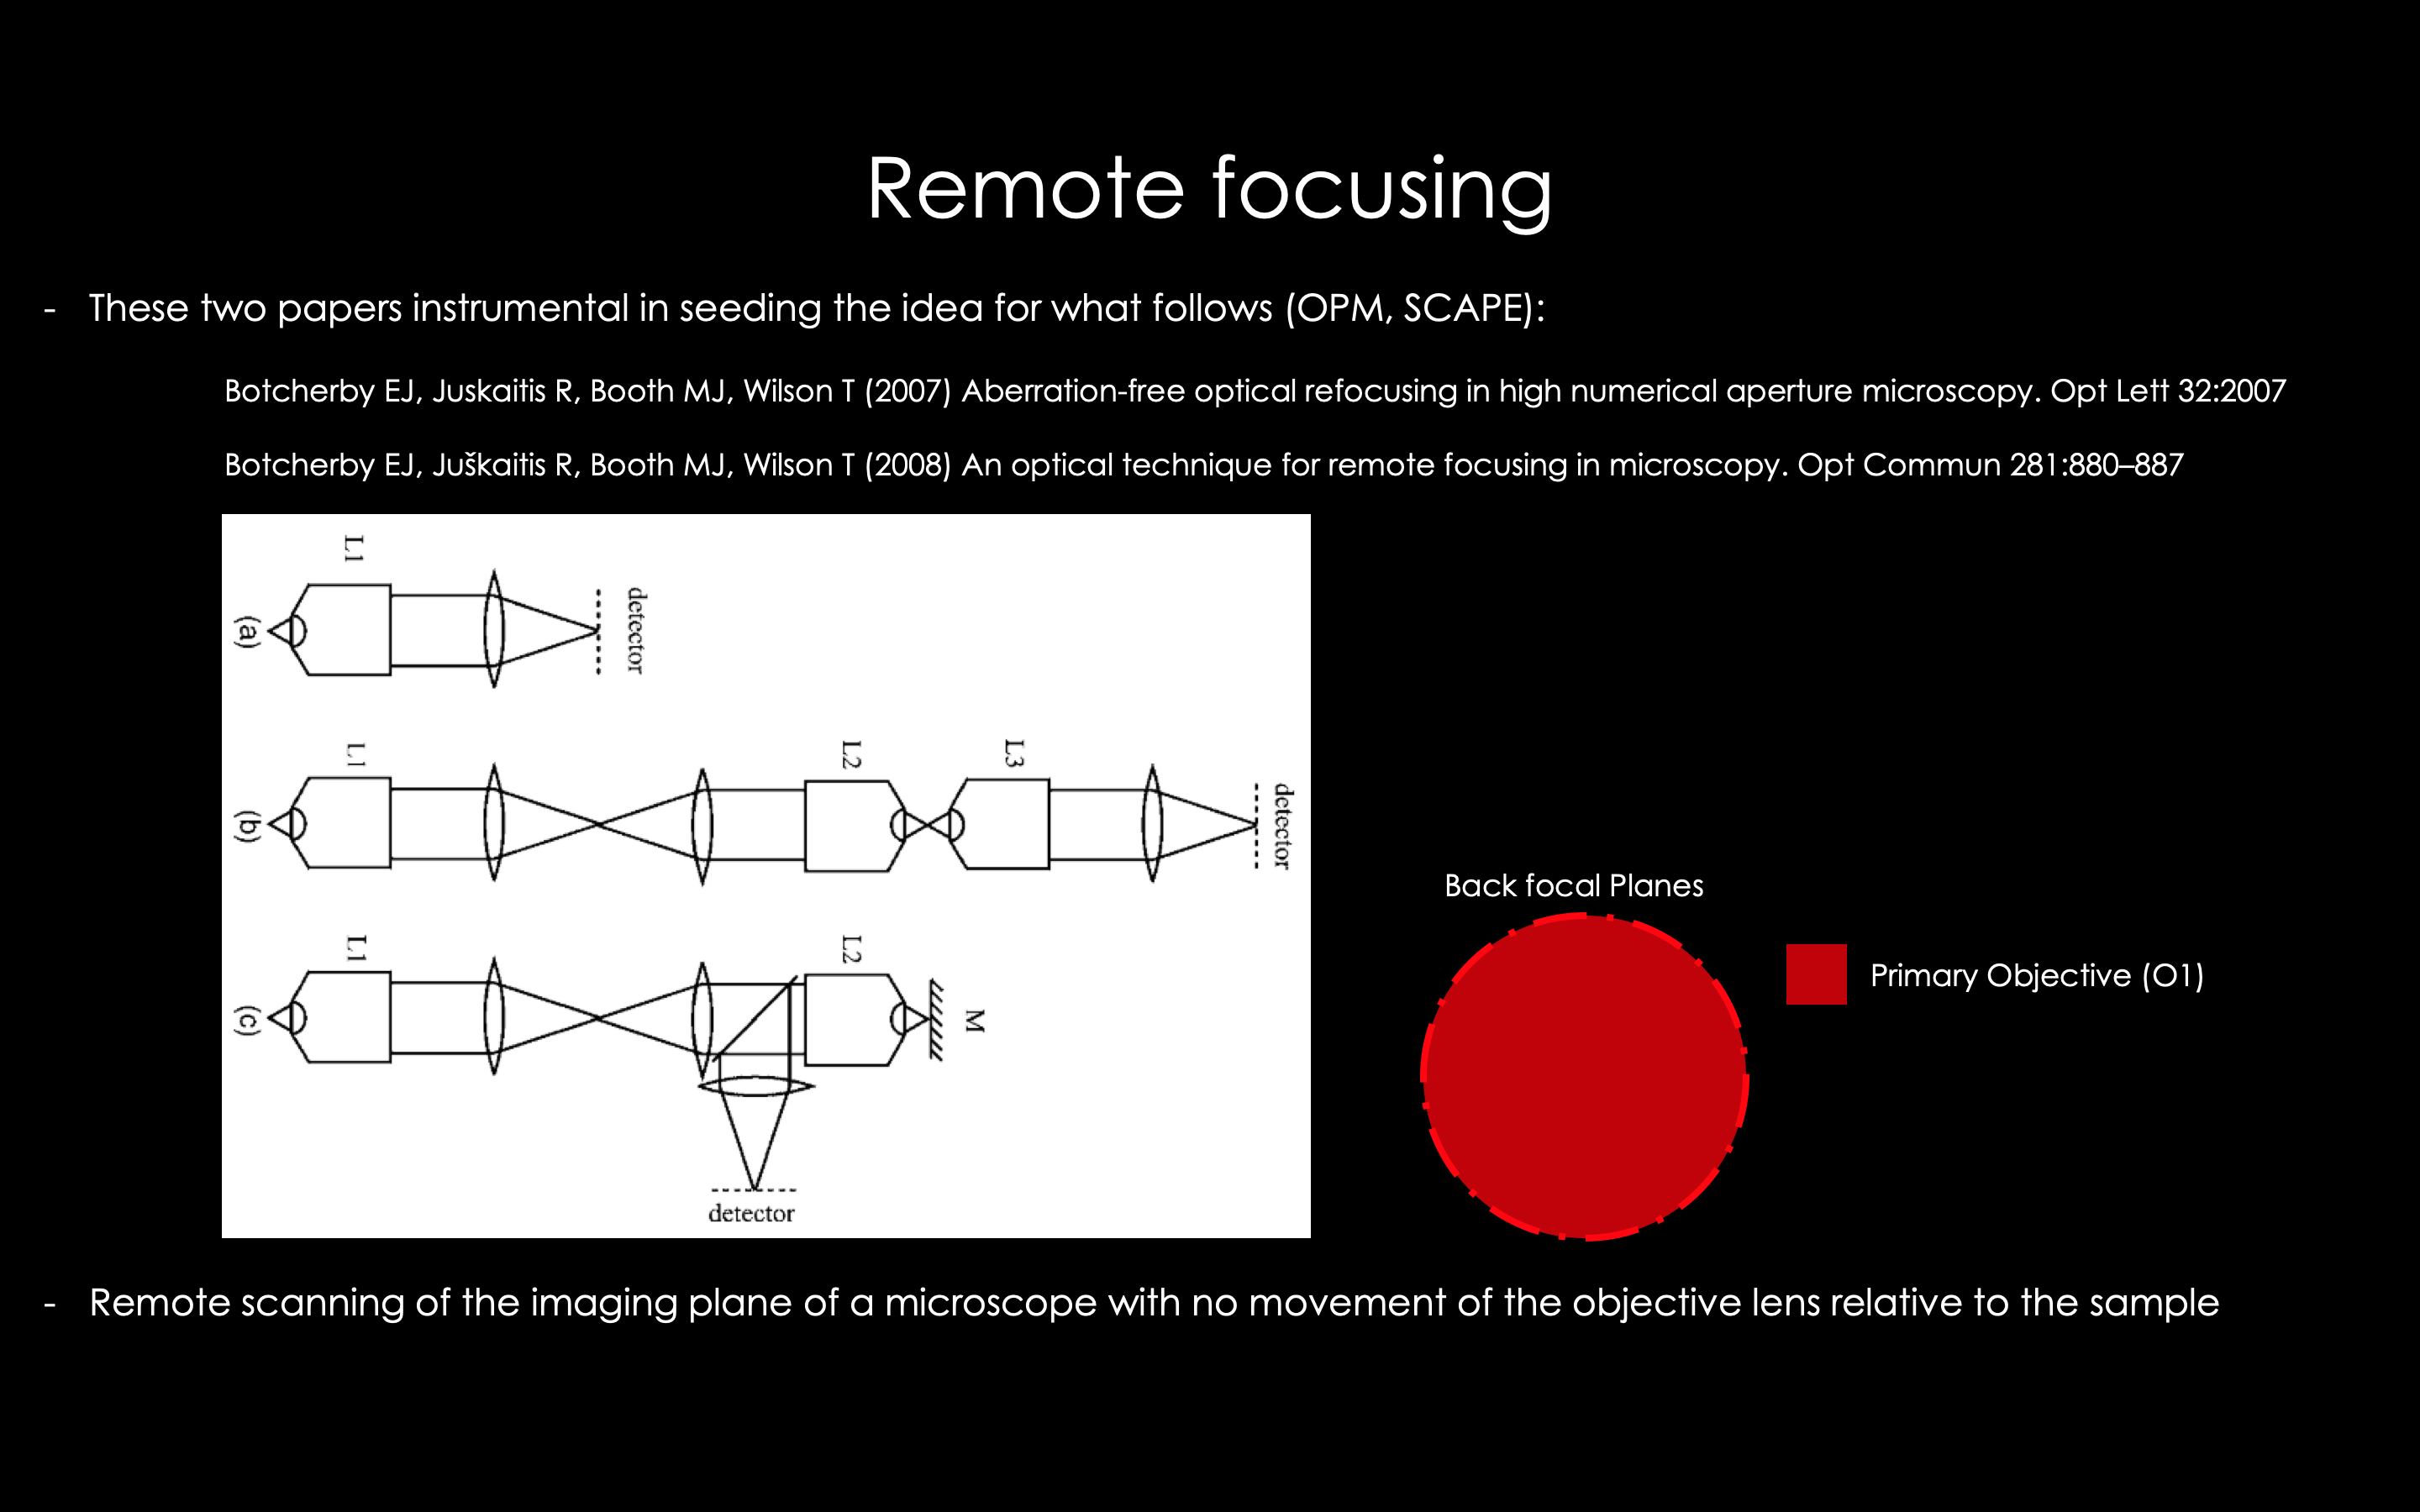 Remote focusing
- These two papers instrumental in seeding the idea for what follows (OPM, SCAPE):
Botcherby EJ, Juskaitis R, Booth MJ, Wilson T (2007) Aberration-free optical refocusing in high numerical aperture microscopy. Opt Lett 32:2007
Botcherby EJ, Juškaitis R, Booth MJ, Wilson T (2008) An optical technique for remote focusing in microscopy. Opt Commun 281:880–887
L1
detector
(a)
L1
L2
L3
detector
(b)
L1
L2
M
(c)
detector
Back focal Planes
Primary Objective (O1)
- Remote scanning of the imaging plane of a microscope with no movement of the objective lens relative to the sample